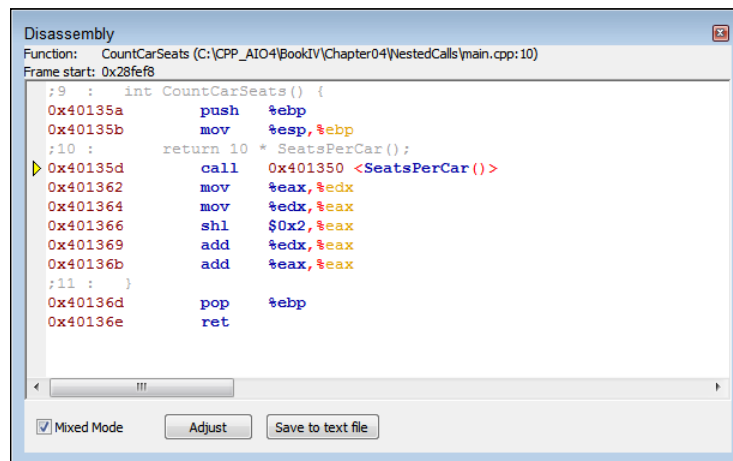 Disassembly
Function: CountCarSeats (C:\CPP_AIO4\BookIV\Chapter04\NestedCalls\main.cpp:10)
Frame start: 0x28fef8
;9 : int CountCarSeats() {
0x40135a push %ebp
0x40135b mov %esp,%ebp
;10 : return 10 * SeatsPerCar();
0x40135d call 0x401350 <SeatsPerCar()>
0x401362 mov %eax,%edx
0x401364 mov %edx,%eax
0x401366 shl $0x2,%eax
0x401369 add %edx,%eax
0x40136b add %eax,%eax
;11 : }
0x40136d pop %ebp
0x40136e ret
Mixed Mode Adjust Save to text file